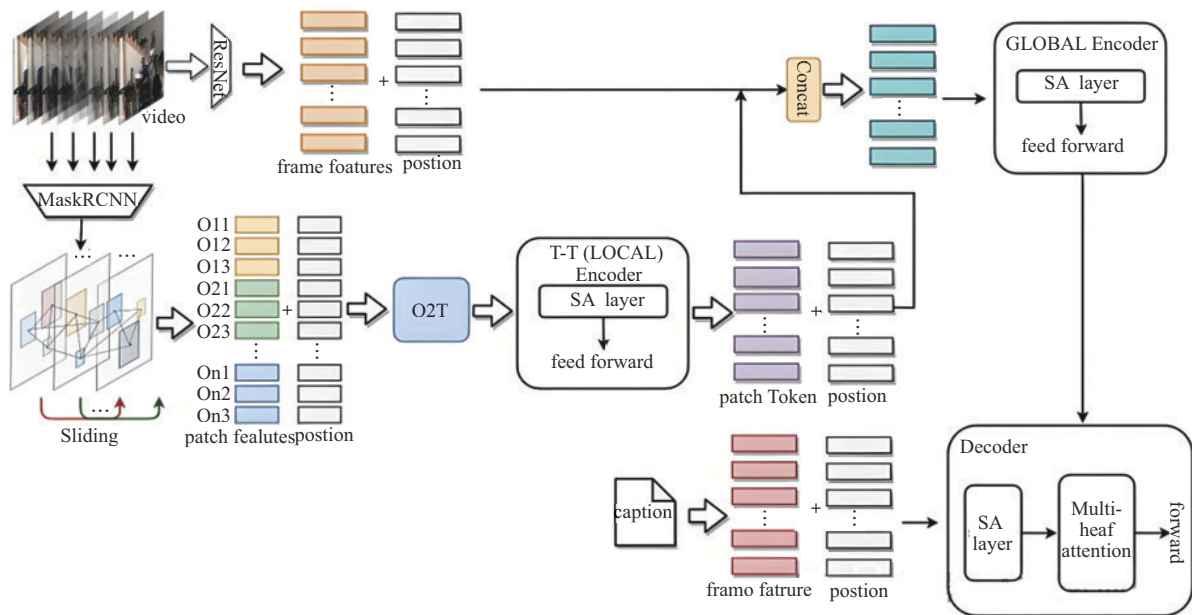 video
ResNet
+
frame foatures
postion
Concat
GLOBAL Encoder
SA layer
feed forward
MaskRCNN
... ...
...
Sliding
O11
O12
O13
O21
O22
O23
On1
On2
On3
+
patch fealutes
postion
O2T
T-T (LOCAL)
Encoder
SA layer
feed forward
+
patch Token
postion
caption
+
framo fatrure
postion
Decoder
SA
layer
Multi-
heaf
attention
forward